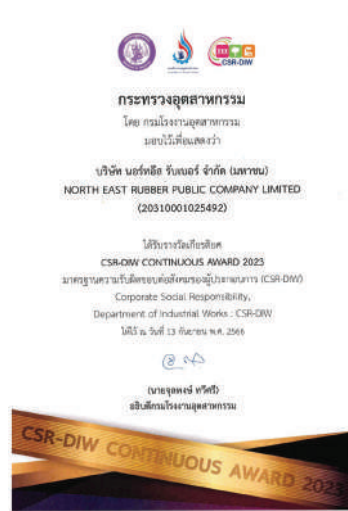 CSR-DIW
กระทรวงอุตสาหกรรม
โดย กรมโรงงานอุตสาหกรรม
มอบไว้เพื่อแสดงว่า
บริษัท นอร์ทอีส รับเบอร์ จำกัด (มหาชน)
NORTH EAST RUBBER PUBLIC COMPANY LIMITED
(20310001025492)
ได้รับรางวัลเกียรติยศ
CSR-DIW CONTINUOUS AWARD 2023
มาตรฐานความรับผิดชอบต่อสังคมของผู้ประกอบการ (CSR-DIW)
Corporate Social Responsibility,
Department of Industrial Works : CSR-DIW
ให้ไว้ ณ วันที่ 13 กันยายน พ.ศ. 2566
(นายจุลพงษ์ ทวีศรี)
อธิบดีกรมโรงงานอุตสาหกรรม
CSR-DIW CONTINUOUS AWARD 2023